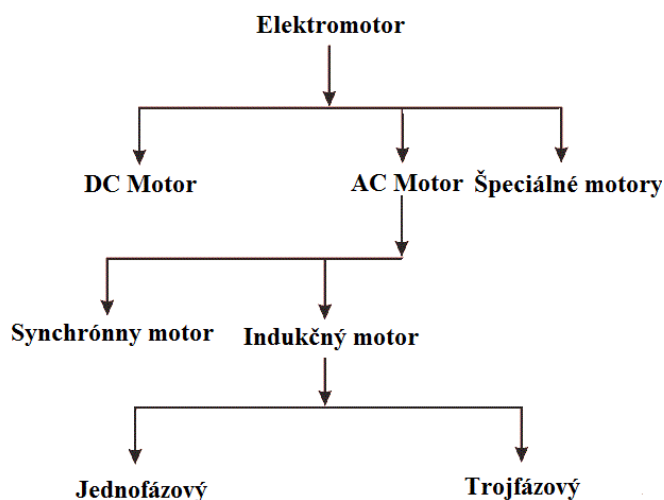 Elektromotor
DC Motor
AC Motor
Špeciálné motory
Synchrónny motor
Indukčný motor
Jednofázový
Trojfázový